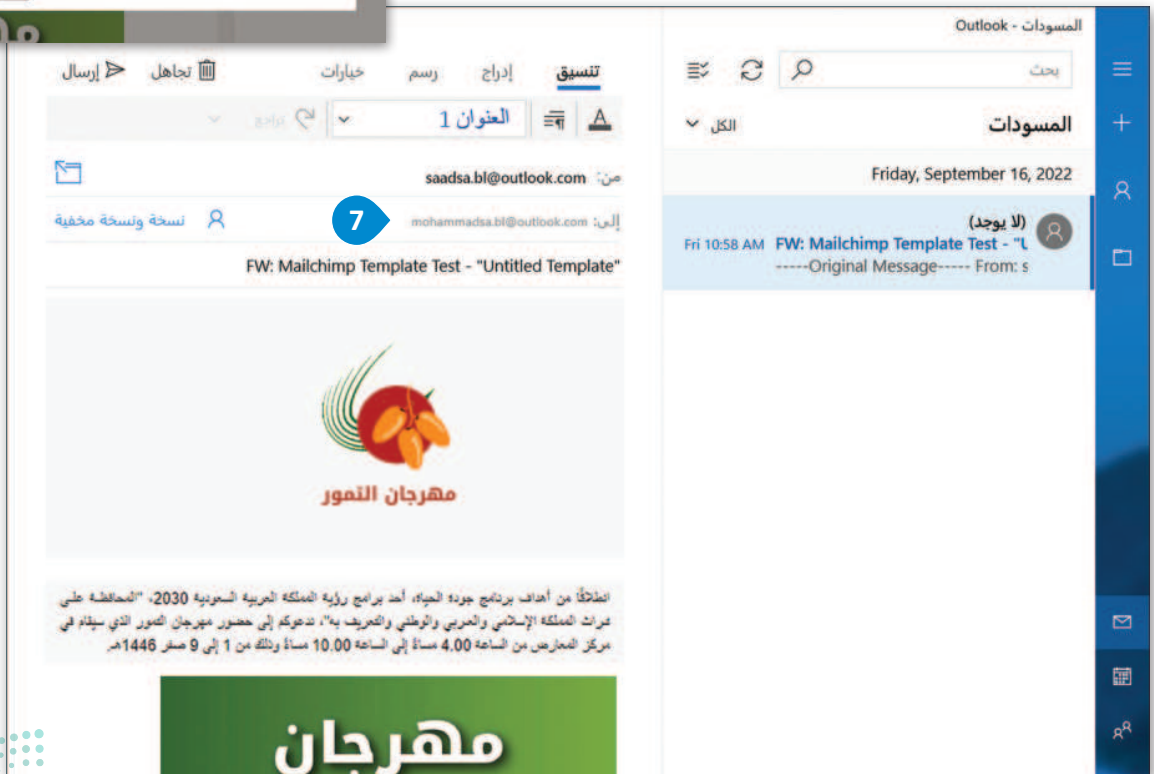 مه
المسودات - Outlook
بحث
المسودات
الكل
Friday, September 16, 2022
(لا يوجد)
FW: Mailchimp Template Test - "L
Fri 10:58 AM
-----Original Message----- From: s
تنسيق
إدراج
رسم
خيارات
تجاهل
إرسال
العنوان 1
تراجع
من: saadsa.bl@outlook.com
إلى: mohammadsa.bl@outlook.com
7
نسخة ونسخة مخفية
FW: Mailchimp Template Test - "Untitled Template"
مهرجان التمور
انطلاقًا من أهداف برنامج جودة الحياة، أحد برامج رؤية المملكة العربية السعودية 2030، "المحافظة على
تراث المملكة الإسلامي والعربي والوطني والتعريف به"، ندعوكم إلى حضور مهرجان التمور الذي سيقام في
مركز المعارض من الساعة 4.00 مساءً إلى الساعة 10.00 مساءً وذلك من 1 إلى 9 صفر 1446هـ.
مهرجان